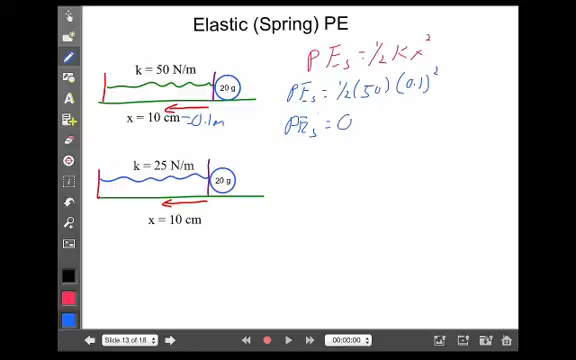 Elastic (Spring) PE
PEs = 1/2 K x²
k = 50 N/m
20 g
x = 10 cm = 0.1m
PEs = 1/2 (50) (0.1)²
PEs = 0
k = 25 N/m
20 g
x = 10 cm
Slide 13 of 18
00:00:00